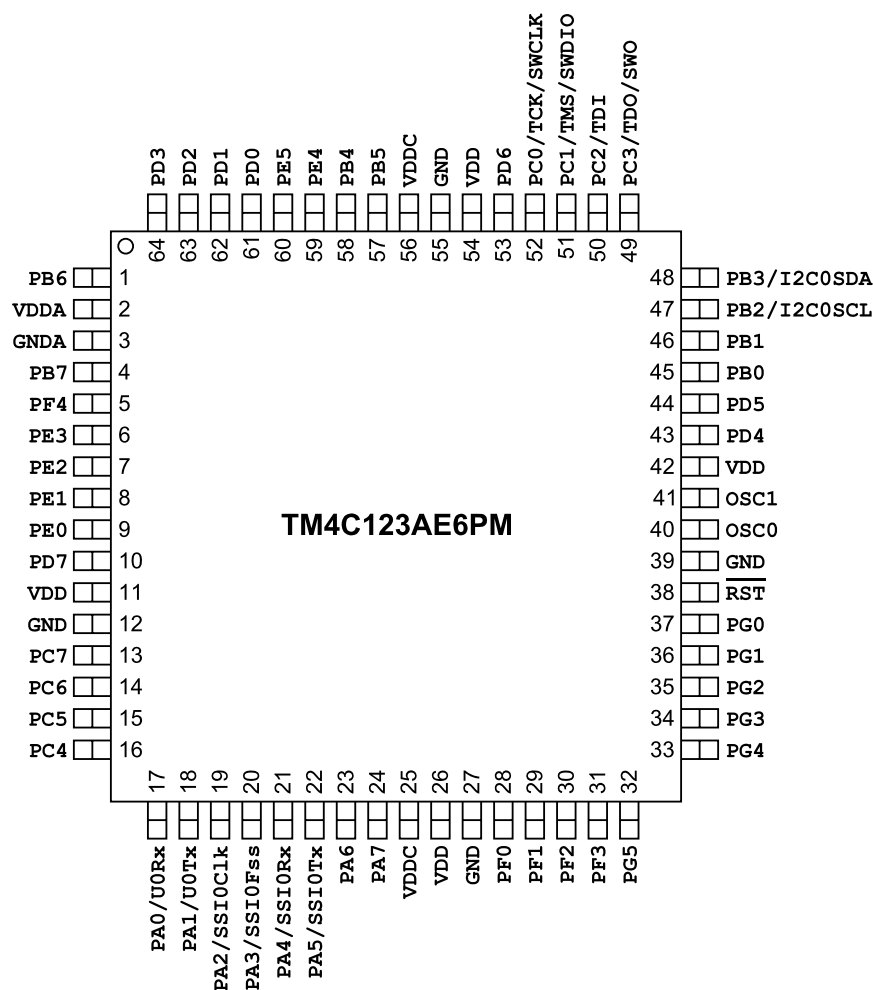 PD3
PD2
PD1
PD0
PE5
PE4
PB4
PB5
VDDC
GND
VDD
PD6
PC0/TCK/SWCLK
PC1/TMS/SWDIO
PC2/TDI
PC3/TDO/SWO
64
63
62
61
60
59
58
57
56
55
54
53
52
51
50
49
PB6 1
VDDA 2
GNDA 3
PB7 4
PF4 5
PE3 6
PE2 7
PE1 8
PE0 9
PD7 10
VDD 11
GND 12
PC7 13
PC6 14
PC5 15
PC4 16
TM4C123AE6PM
48 PB3/I2C0SDA
47 PB2/I2C0SCL
46 PB1
45 PB0
44 PD5
43 PD4
42 VDD
41 OSC1
40 OSC0
39 GND
38 RST
37 PG0
36 PG1
35 PG2
34 PG3
33 PG4
17
18
19
20
21
22
23
24
25
26
27
28
29
30
31
32
PA0/U0Rx
PA1/U0Tx
PA2/SSI0Clk
PA3/SSI0Fss
PA4/SSI0Rx
PA5/SSI0Tx
PA6
PA7
VDDC
VDD
GND
PF0
PF1
PF2
PF3
PG5